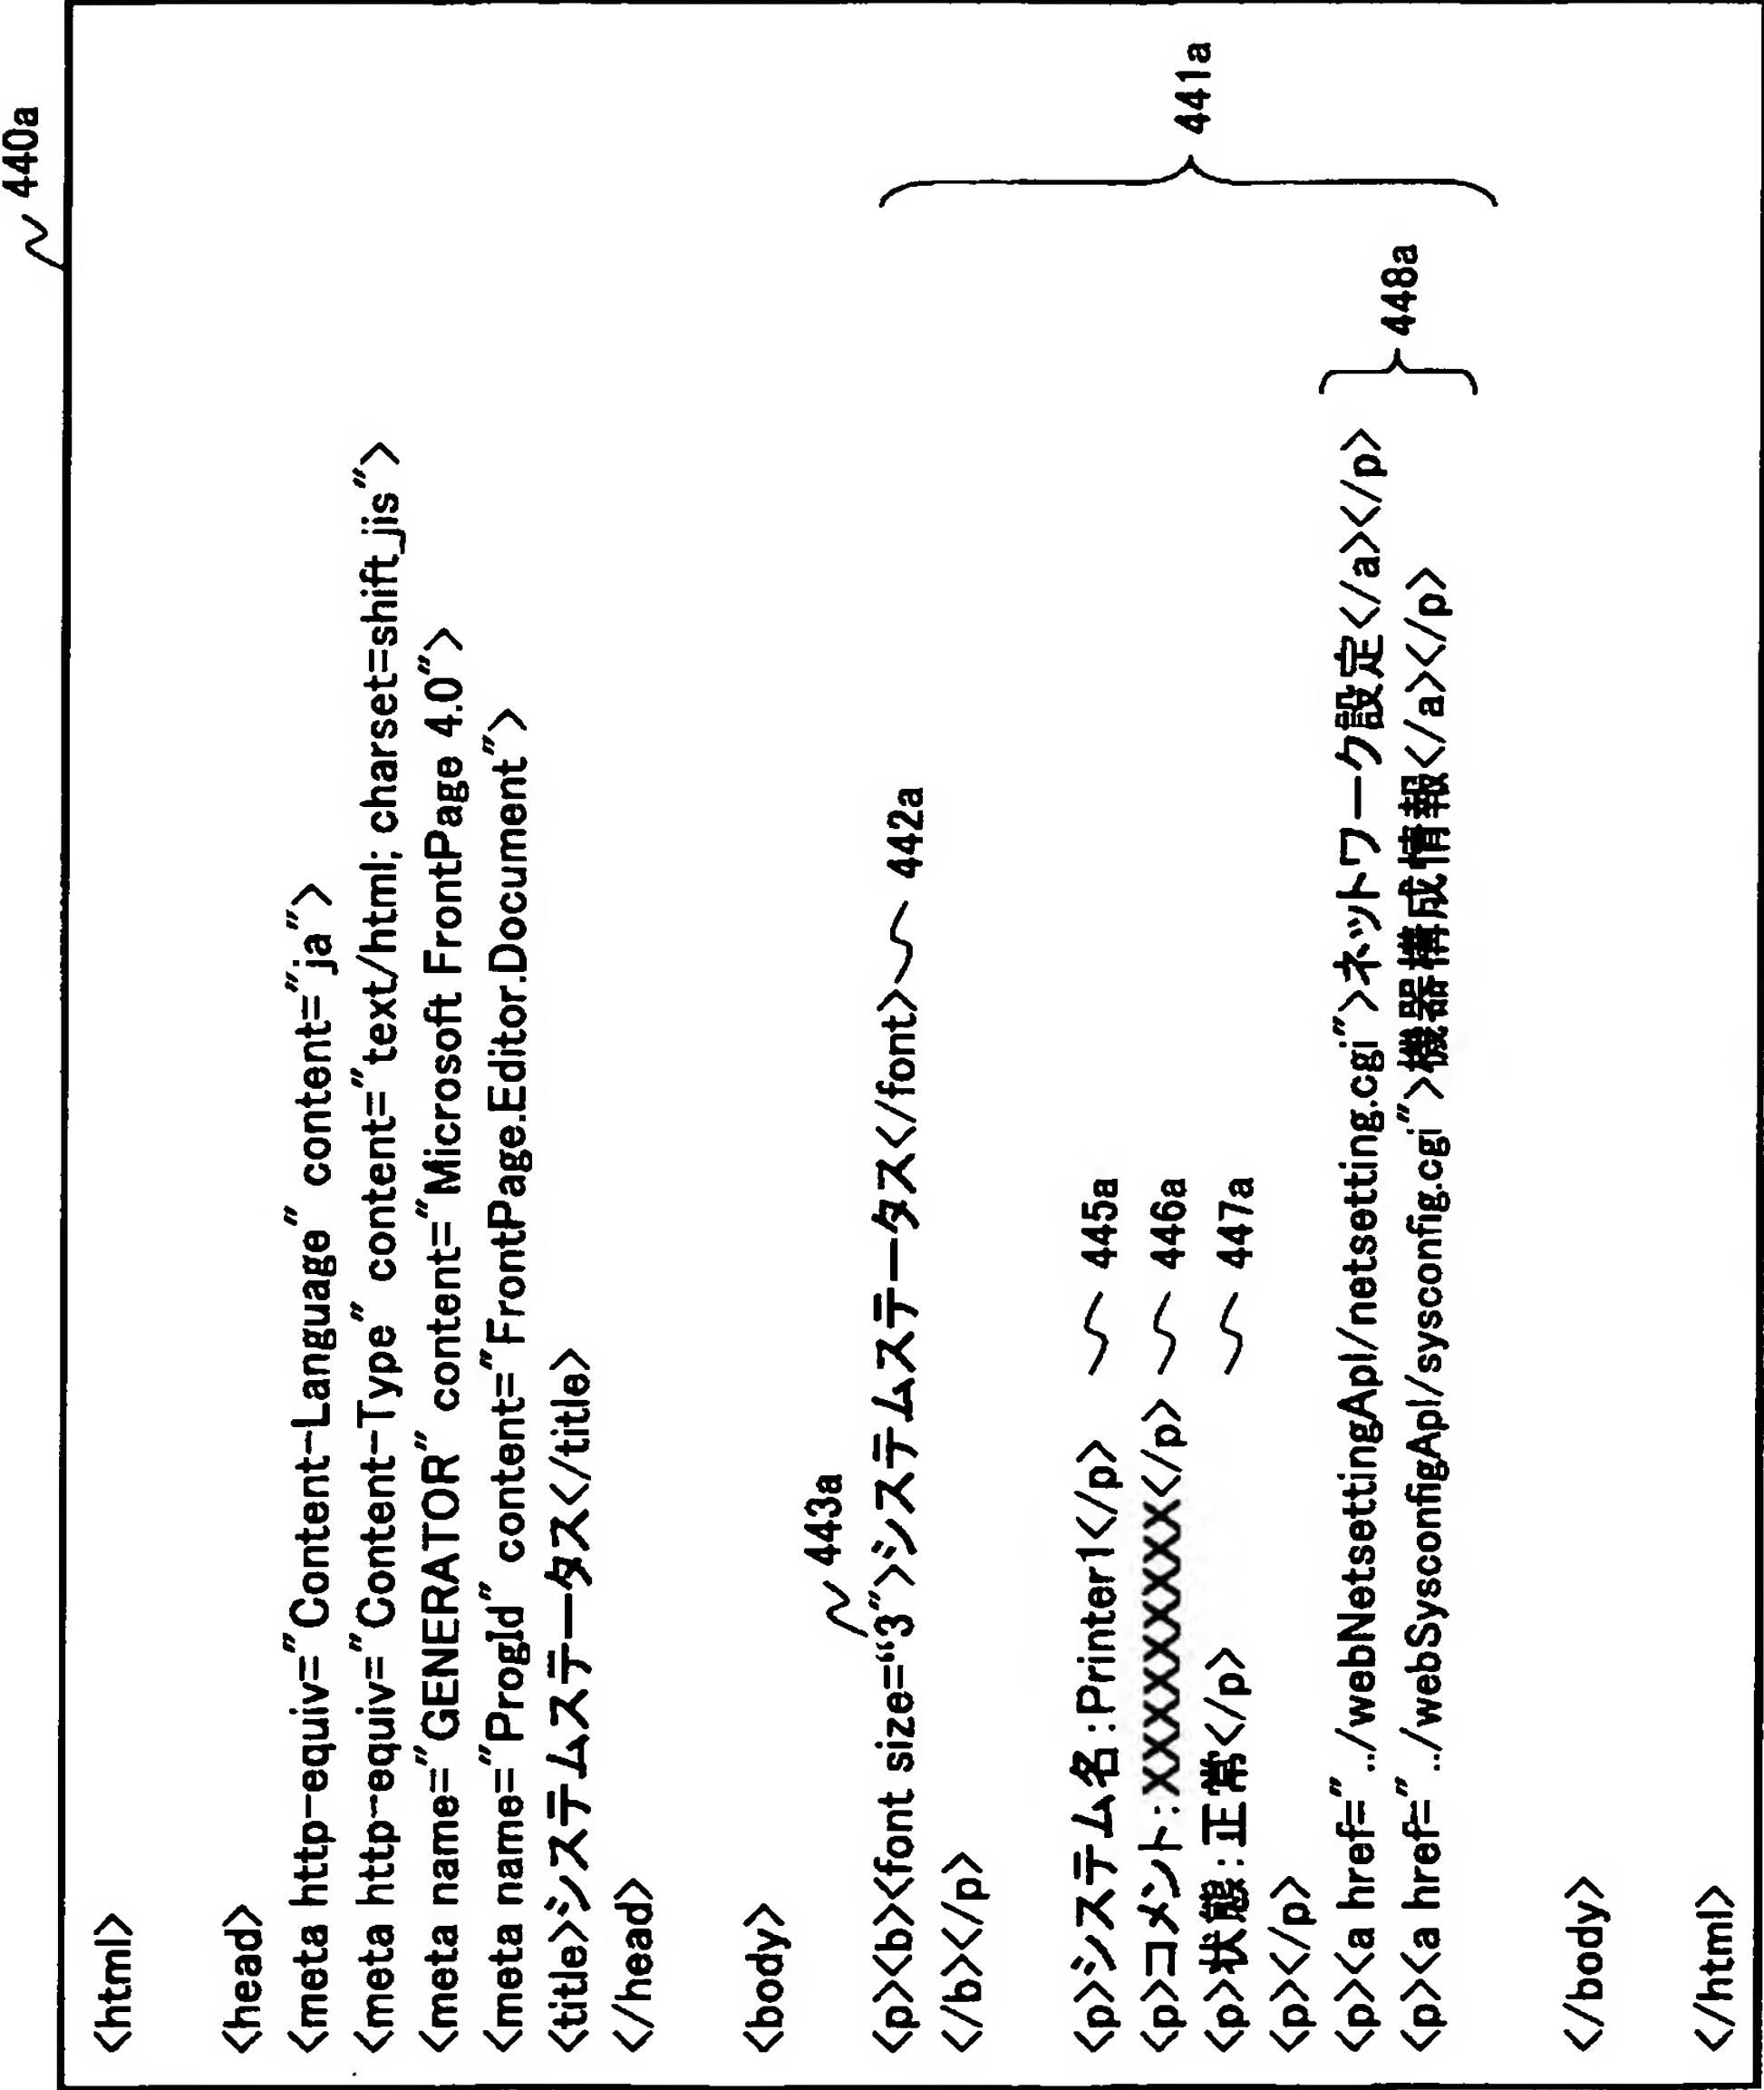 440a
<html>
<head>
<meta http-equiv="Content-Language" content="ja">
<meta http-equiv="Content-Type" content="text/html; charset=shift_jis">
<meta name="GENERATOR" content="Microsoft FrontPage 4.0">
<meta name="ProgId" content="FrontPage.Editor.Document">
<title>システムステータス</title>
</head>
<body>
443a
<p><b><font size="3">システムステータス</font> 442a
</b></p>
441a
<p>システム名:Printer1</p> 445a
<p>コメント:XXXXXXXXXX</p> 446a
<p>状態:正常</p> 447a
<p></p>
<p><a href="../webNetsettingApl/netsetting.cgi">ネットワーク設定</a></p>
448a
<p><a href="../webSysconfigApl/sysconfig.cgi">機器構成情報</a></p>
</body>
</html>